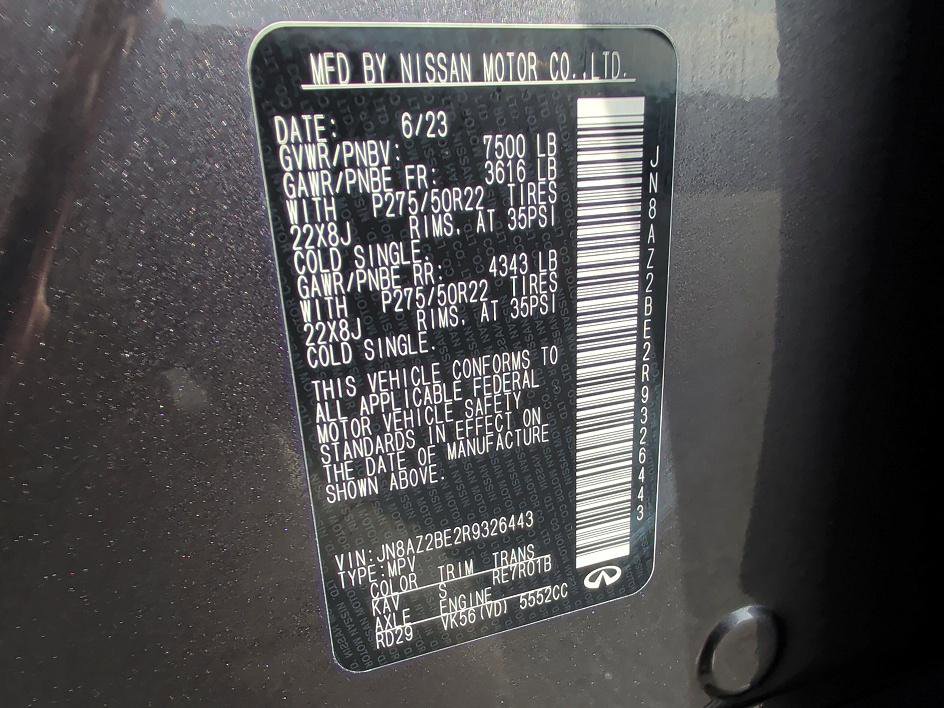 MFD BY NISSAN MOTOR CO.,LTD.
DATE: 6/23
GVWR/PNBV: 7500 LB
GAWR/PNBE FR: 3616 LB
WITH P275/50R22 TIRES
22X8J RIMS, AT 35PSI
COLD SINGLE.
GAWR/PNBE RR: 4343 LB
WITH P275/50R22 TIRES
22X8J RIMS, AT 35PSI
COLD SINGLE.
THIS VEHICLE CONFORMS TO
ALL APPLICABLE FEDERAL
MOTOR VEHICLE SAFETY
STANDARDS IN EFFECT ON
THE DATE OF MANUFACTURE
SHOWN ABOVE.
VIN:JN8AZ2BE2R9326443
TYPE:MPV
COLOR TRIM TRANS
KAV S RE7R01B
AXLE ENGINE
RD29 VK56(VD) 5552CC
JN8AZ2BE2R9326443